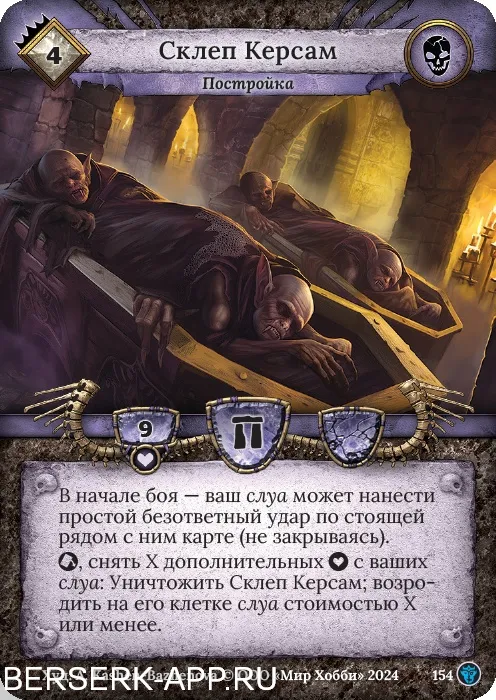 4
Склеп Керсам
Постройка
9
В начале боя — ваш слуа может нанести
простой безответный удар по стоящей
рядом с ним карте (не закрываясь).
, снять X дополнительных с ваших
слуа: Уничтожить Склеп Керсам; возро-
дить на его клетке слуа стоимостью X
или менее.
© ООО «Мир Хобби» 2024 154
BERSERK-APP.RU